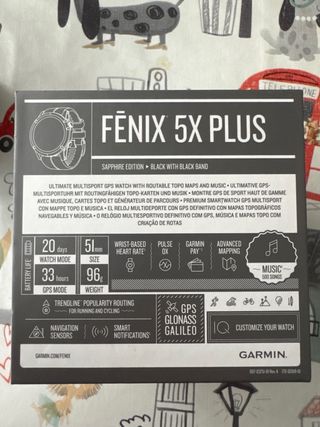 TELEPHONE
FĒNIX 5X PLUS
SAPPHIRE EDITION ▸ BLACK WITH BLACK BAND
ULTIMATE MULTISPORT GPS WATCH WITH ROUTABLE TOPO MAPS AND MUSIC • ULTIMATIVE GPS-
MULTISPORTUHR MIT ROUTINGFÄHIGEN TOPO-KARTEN UND MUSIK • MONTRE GPS DE SPORT HAUT DE GAMME
AVEC MUSIQUE, CARTES TOPO ET GÉNÉRATEUR DE PARCOURS • PREMIUM SMARTWATCH GPS MULTISPORT
CON MAPPE TOPO E MUSICA • EL RELOJ MULTIDEPORTE CON GPS DEFINITIVO CON MAPAS TOPOGRÁFICOS
NAVEGABLES Y MÚSICA • O RELÓGIO MULTIDESPORTIVO DEFINITIVO COM GPS, MÚSICA E MAPAS TOPO COM
CRIAÇÃO DE ROTAS
BATTERY LIFE
20 days
WATCH MODE
33 hours
GPS MODE
51mm
SIZE
96g
WEIGHT
WRIST-BASED
HEART RATE
PULSE
OX
GARMIN
PAY
ADVANCED
MAPPING
MUSIC
TRENDLINE POPULARITY ROUTING
FOR RUNNING AND CYCLING
NAVIGATION
SENSORS
SMART
NOTIFICATIONS
GPS
GLONASS
GALILEO
IQ
CUSTOMIZE YOUR WATCH
GARMIN.COM/FENIX
GARMIN